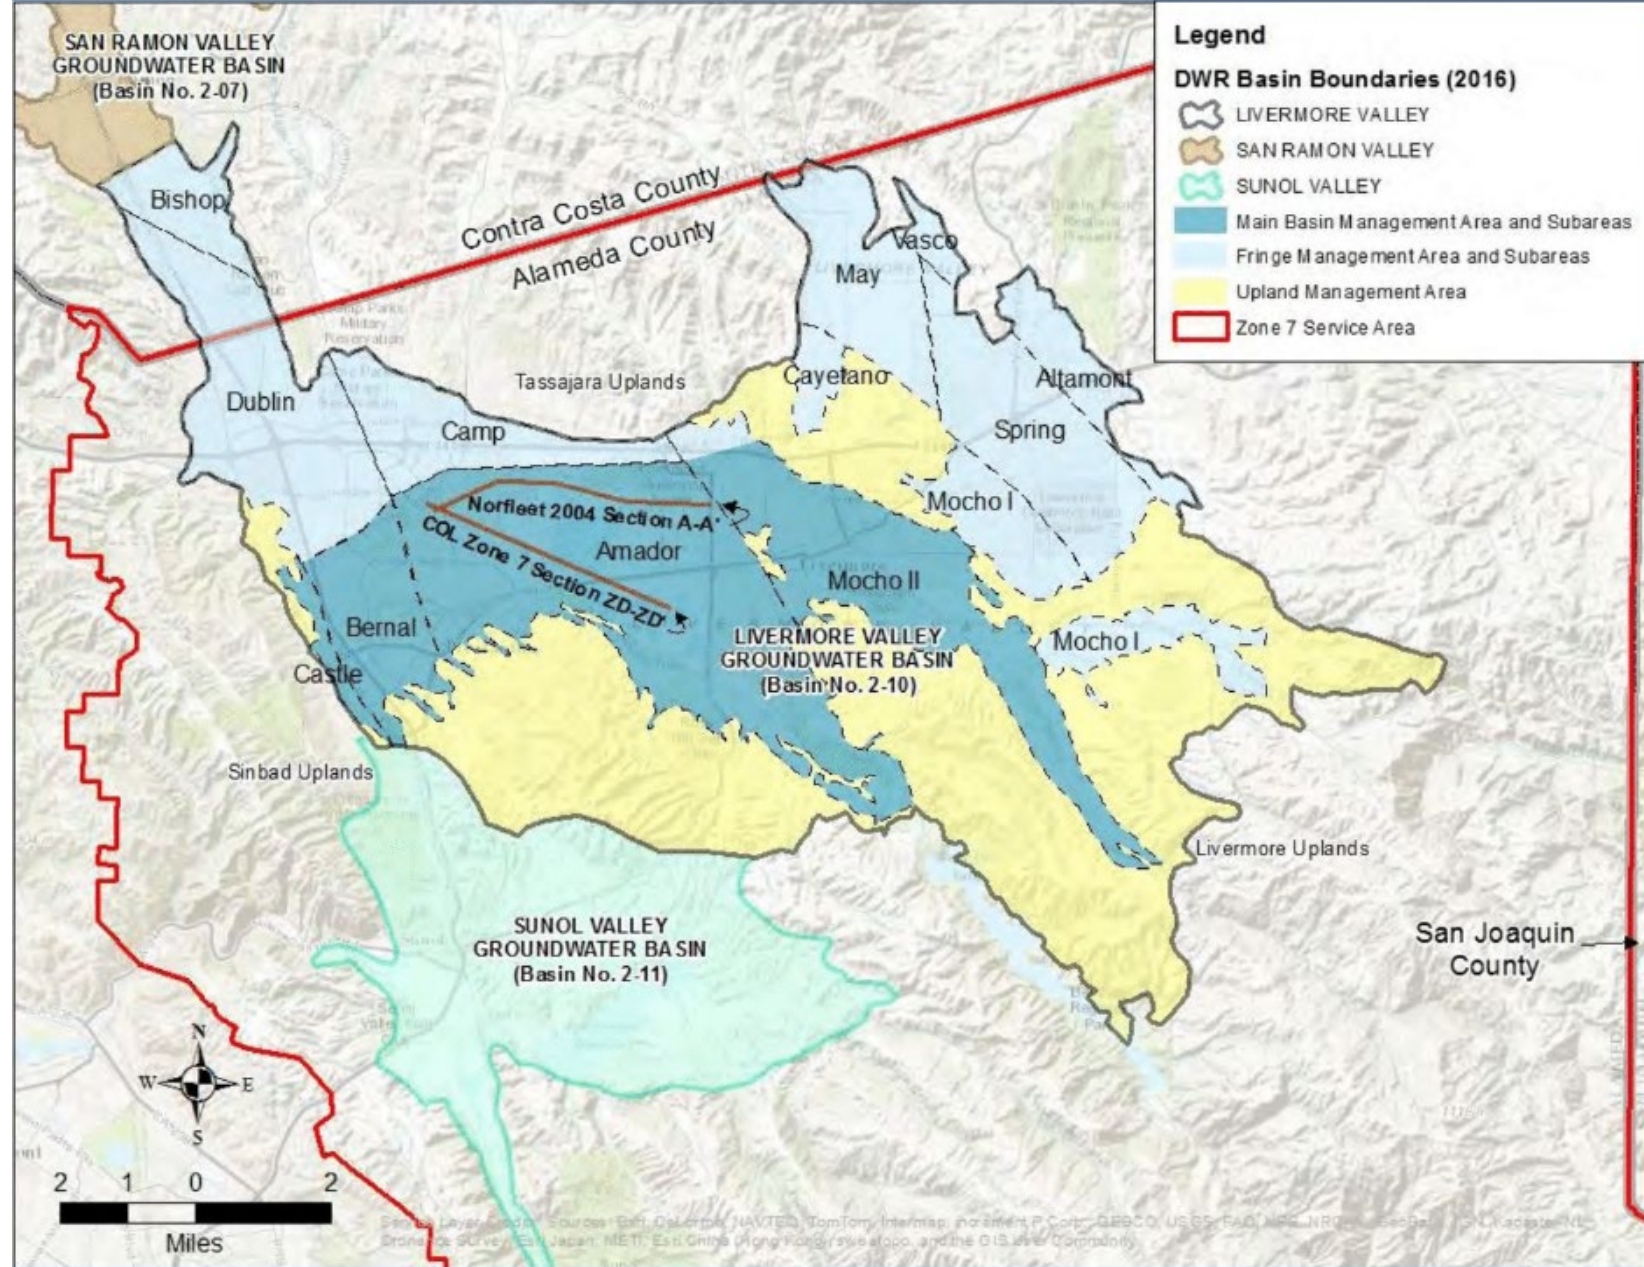 SAN RAMON VALLEY
GROUNDWATER BASIN
(Basin No. 2-07)
Legend
DWR Basin Boundaries (2016)
LIVERMORE VALLEY
SAN RAMON VALLEY
SUNOL VALLEY
Main Basin Management Area and Subareas
Fringe Management Area and Subareas
Upland Management Area
Zone 7 Service Area
Bishop
Contra Costa County
Alameda County
Vasco
May
Military
Reservation
Tassajara Uplands
Cayetano
Altamont
Dublin
Camp
Spring
Mocho I
Norfleet 2004 Section A-A'
COL Zone 7 Section ZD-ZD'
Amador
Mocho II
Bernal
LIVERMORE VALLEY
GROUNDWATER BASIN
(Basin No. 2-10)
Mocho I
Castle
Sinbad Uplands
Livermore Uplands
SUNOL VALLEY
GROUNDWATER BASIN
(Basin No. 2-11)
San Joaquin
County
N
W E
S
2 1 0 2
Miles